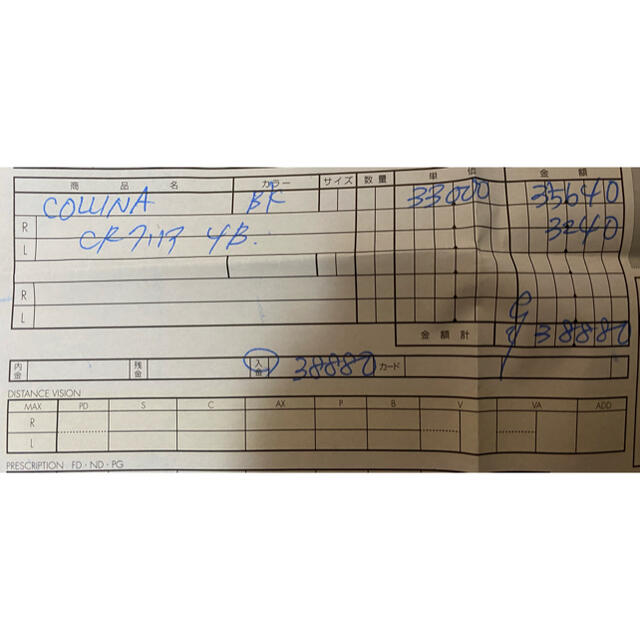 商品名 カラー サイズ 数量 単価 金額
COLLINA BK 33000 35640
R CRクリア 4B. 3240
L
R
L
金額計 38880
内金 残金 入金 38880 カード
DISTANCE VISION
MAX PD S C AX P B V VA ADD
R
L
PRESCRIPTION FD・ND・PG